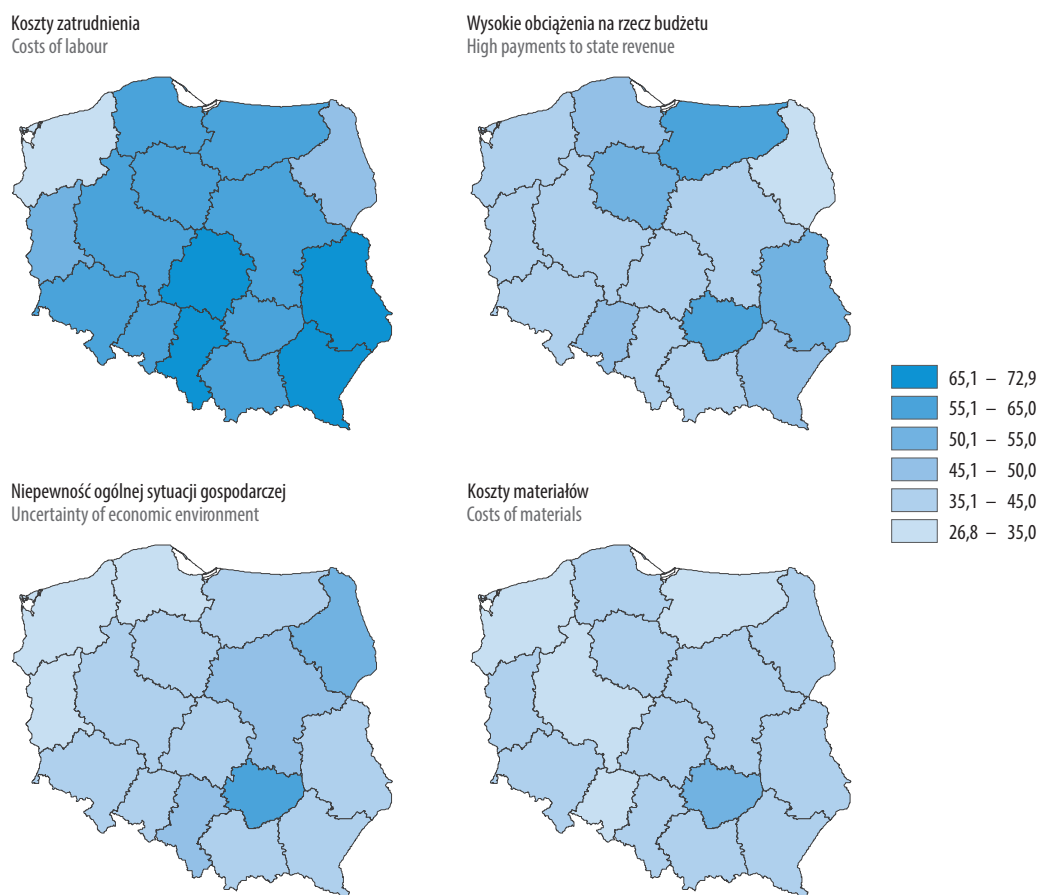 Koszty zatrudnienia
Costs of labour
Wysokie obciążenia na rzecz budżetu
High payments to state revenue
65,1 – 72,9
55,1 – 65,0
50,1 – 55,0
45,1 – 50,0
35,1 – 45,0
26,8 – 35,0
Niepewność ogólnej sytuacji gospodarczej
Uncertainty of economic environment
Koszty materiałów
Costs of materials